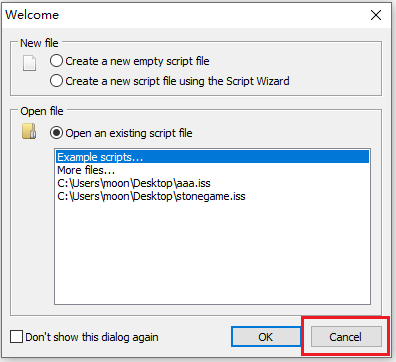 Welcome
New file
Create a new empty script file
Create a new script file using the Script Wizard
Open file
Open an existing script file
Example scripts...
More files...
C:\Users\moon\Desktop\aaa.iss
C:\Users\moon\Desktop\stonegame.iss
Don't show this dialog again
OK
Cancel